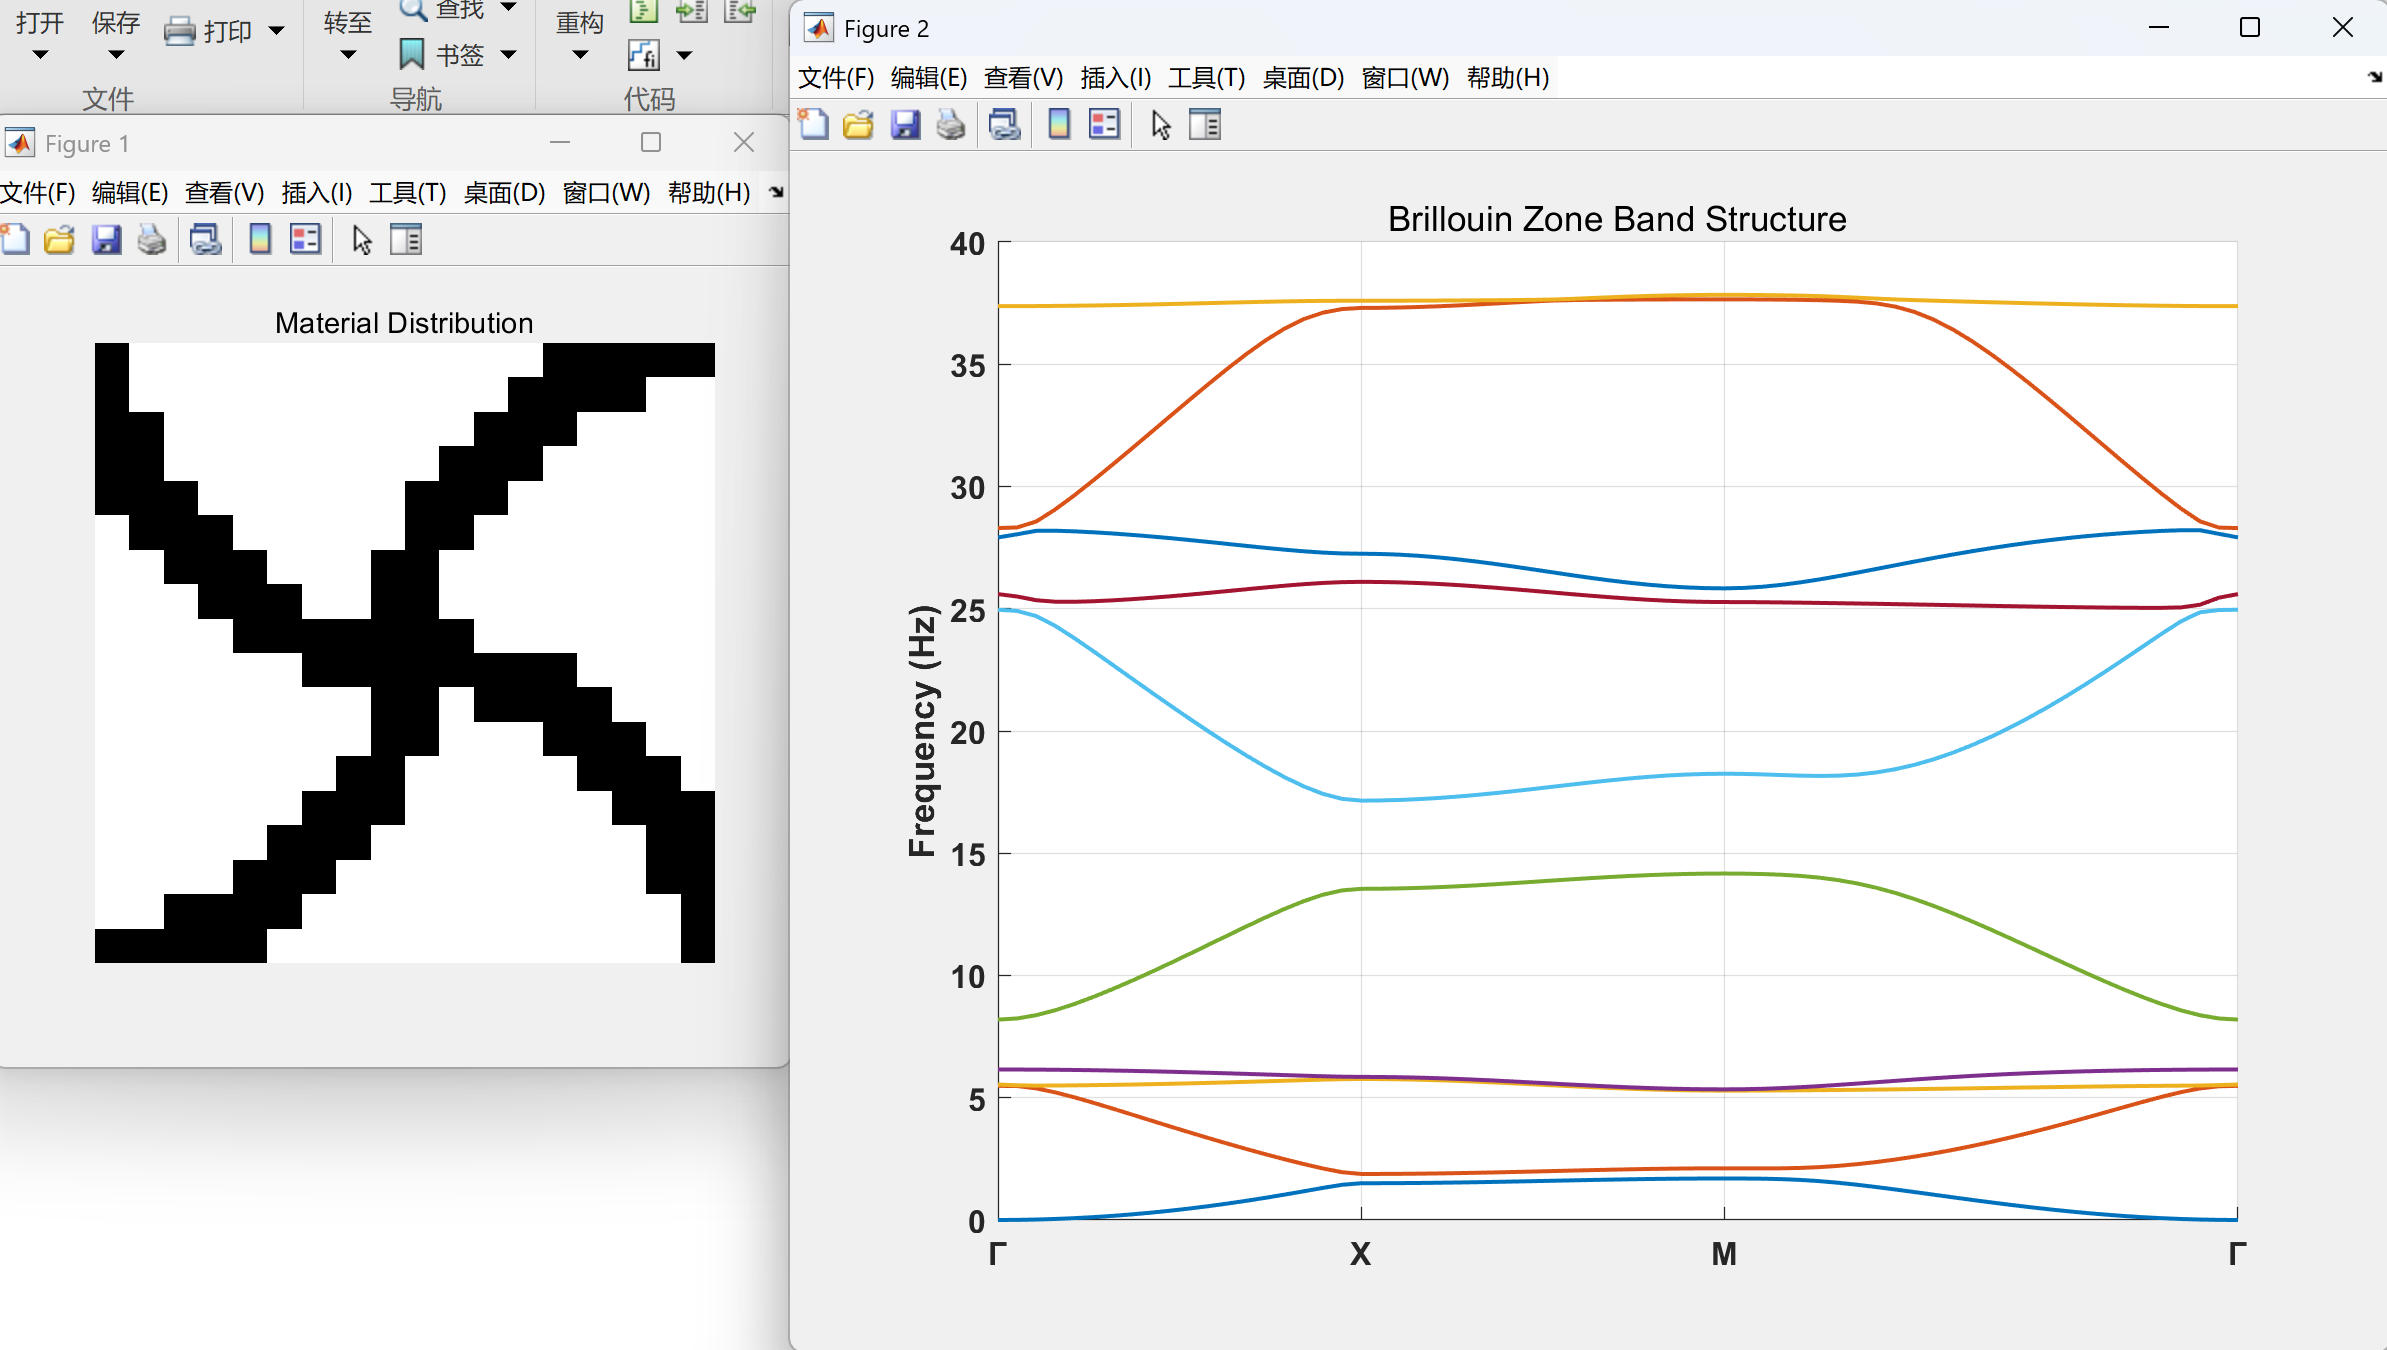 打开 保存 打印 转至 查找 书签 重构
文件 导航 代码
Figure 1
文件(F) 编辑(E) 查看(V) 插入(I) 工具(T) 桌面(D) 窗口(W) 帮助(H)
Material Distribution
Figure 2
文件(F) 编辑(E) 查看(V) 插入(I) 工具(T) 桌面(D) 窗口(W) 帮助(H)
Brillouin Zone Band Structure
Frequency (Hz)
40
35
30
25
20
15
10
5
0
Γ X M Γ